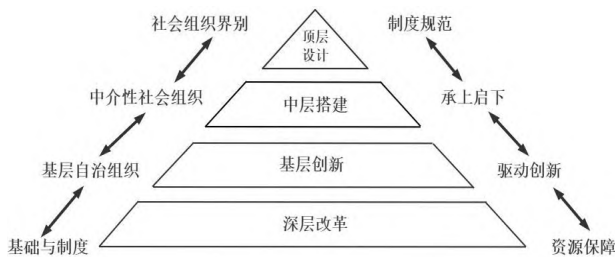 社会组织界别
顶层
设计
制度规范
中介性社会组织
中层搭建
承上启下
基层自治组织
基层创新
驱动创新
基础与制度
深层改革
资源保障